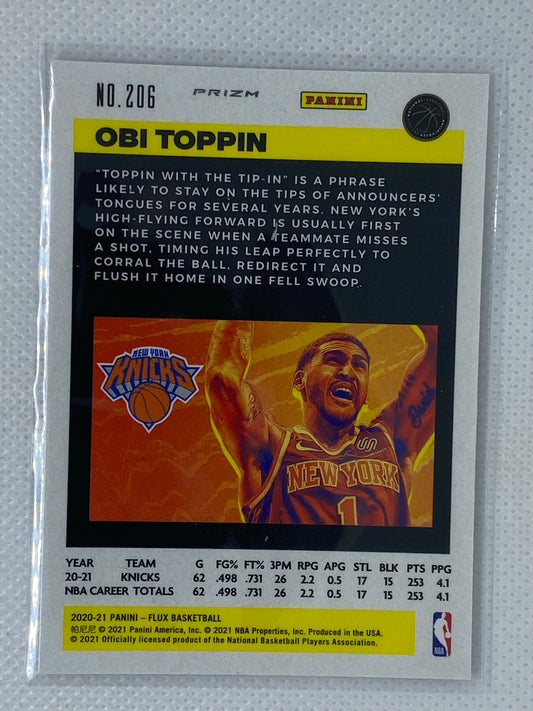 NO. 206 PRIZM PANINI
OBI TOPPIN
"TOPPIN WITH THE TIP-IN" IS A PHRASE
LIKELY TO STAY ON THE TIPS OF ANNOUNCERS'
TONGUES FOR SEVERAL YEARS. NEW YORK'S
HIGH-FLYING FORWARD IS USUALLY FIRST
ON THE SCENE WHEN A TEAMMATE MISSES
A SHOT, TIMING HIS LEAP PERFECTLY TO
CORRAL THE BALL, REDIRECT IT AND
FLUSH IT HOME IN ONE FELL SWOOP.
NEW YORK
KNICKS
NEW YORK
1
YEAR TEAM G FG% FT% 3PM RPG APG STL BLK PTS PPG
20-21 KNICKS 62 .498 .731 26 2.2 0.5 17 15 253 4.1
NBA CAREER TOTALS 62 .498 .731 26 2.2 0.5 17 15 253 4.1
2020-21 PANINI – FLUX BASKETBALL
帕尼尼 © 2021 Panini America, Inc. © 2021 NBA Properties, Inc. Produced in the USA.
© 2021 Officially licensed product of the National Basketball Players Association.
NBA